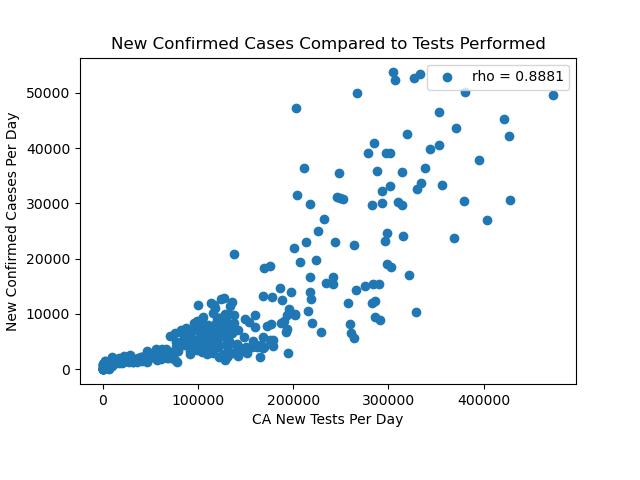 New Confirmed Cases Compared to Tests Performed
rho = 0.8881
50000
40000
30000
20000
10000
0
New Confirmed Caeses Per Day
0 100000 200000 300000 400000
CA New Tests Per Day